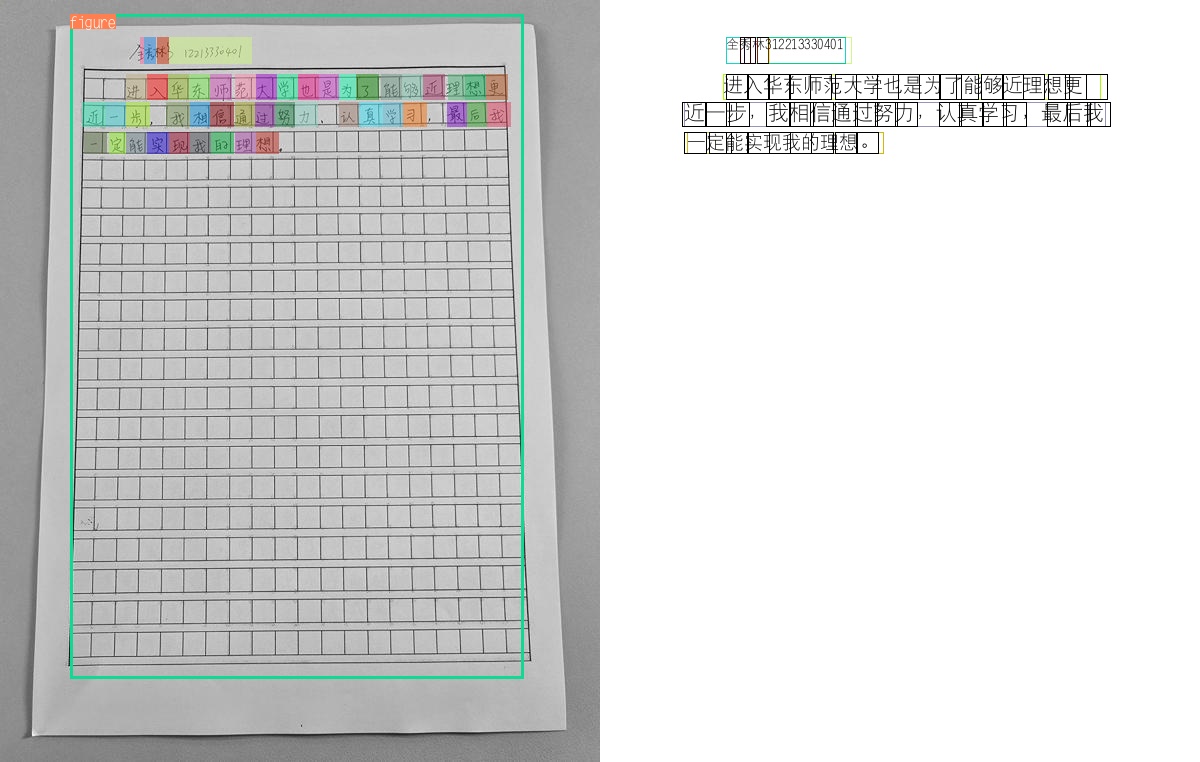 figure
全秀林3 12213330401
进入华东师范大学也是为了能够近理想更
近一步，我相信通过努力，认真学习，最后我
一定能实现我的理想。
全秀林312213330401
进入华东师范大学也是为了能够近理想更
近一步，我相信通过努力，认真学习，最后我
一定能实现我的理想。